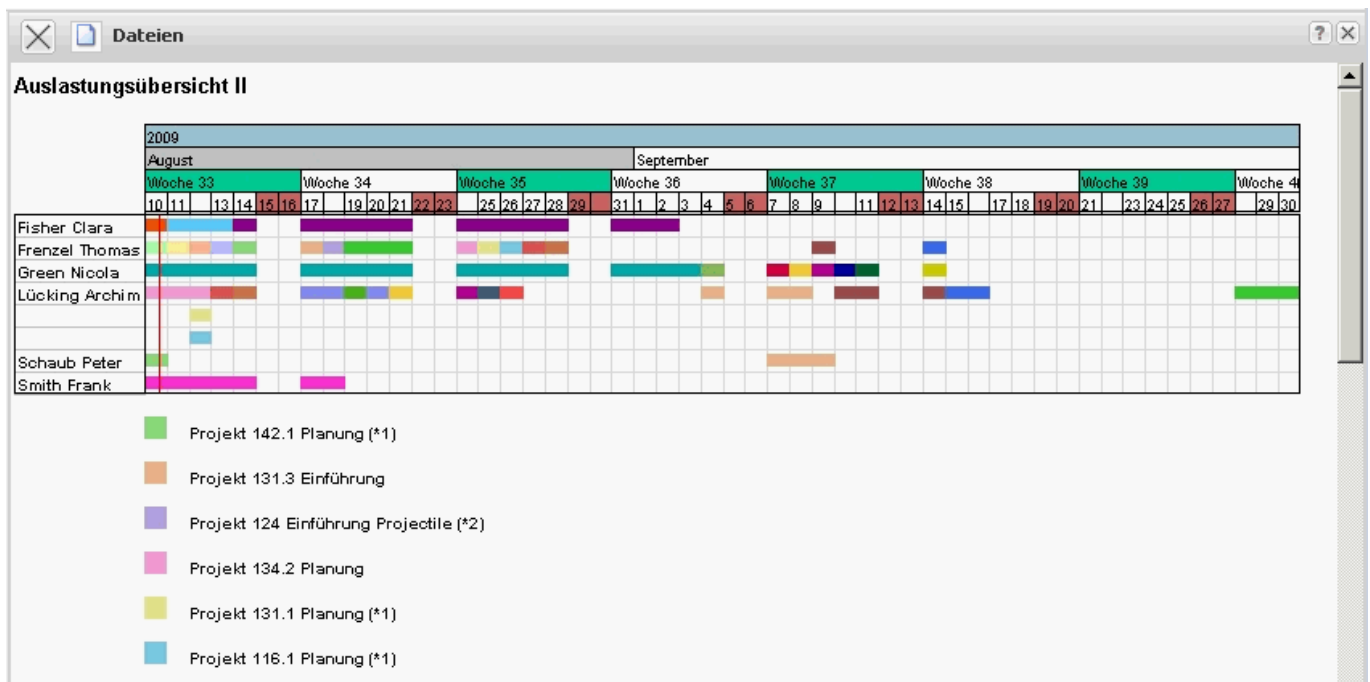 Dateien
Auslastungsübersicht II
2009
August September
Woche 33 Woche 34 Woche 35 Woche 36 Woche 37 Woche 38 Woche 39 Woche
10 11 13 14 15 16 17 19 20 21 22 23 25 26 27 28 29 31 1 2 3 4 5 6 7 8 9 11 12 13 14 15 17 18 19 20 21 23 24 25 26 27 29 30
Fisher Clara
Frenzel Thomas
Green Nicola
Lücking Archim
Schaub Peter
Smith Frank
Projekt 142.1 Planung (*1)
Projekt 131.3 Einführung
Projekt 124 Einführung Projectile (*2)
Projekt 134.2 Planung
Projekt 131.1 Planung (*1)
Projekt 116.1 Planung (*1)